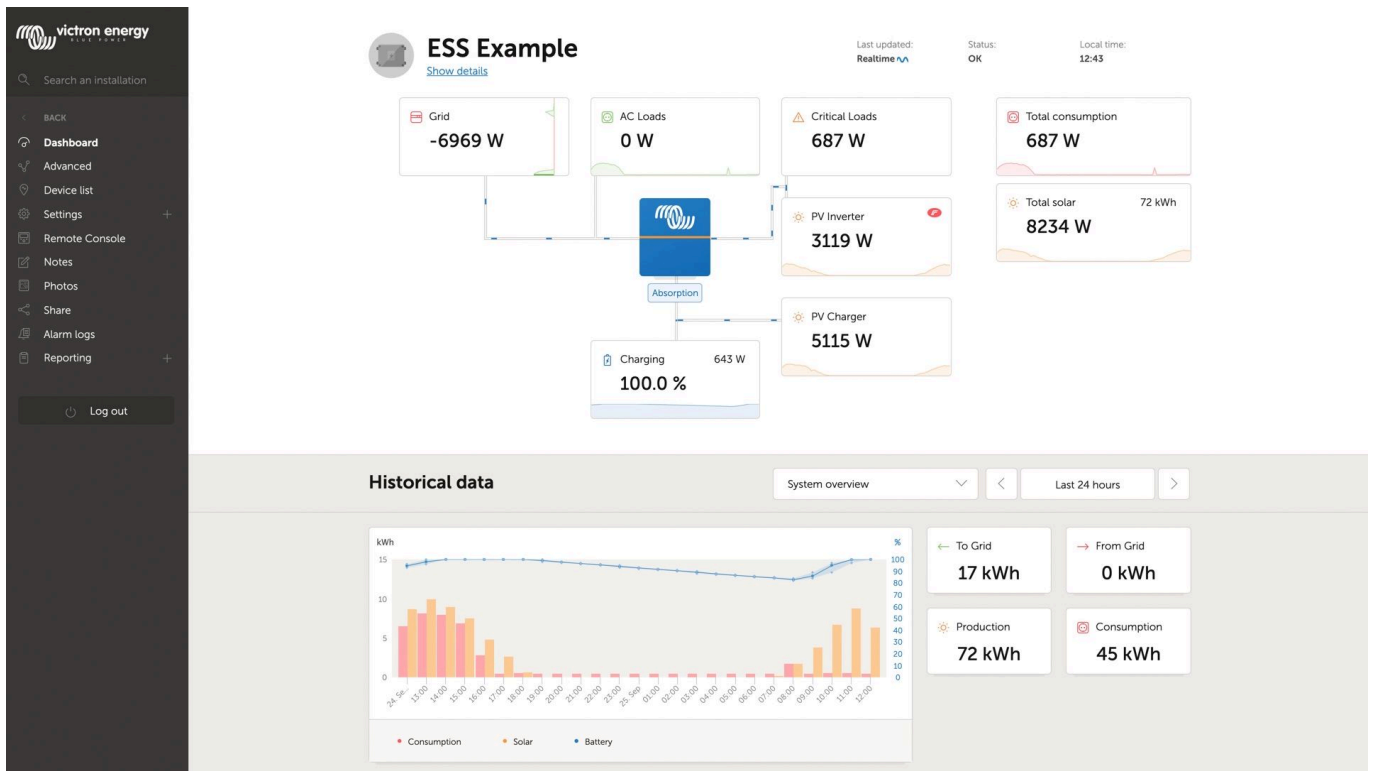 victron energy
BLUE POWER
Search an installation
BACK
Dashboard
Advanced
Device list
Settings
Remote Console
Notes
Photos
Share
Alarm logs
Reporting
Log out
ESS Example
Show details
Last updated:
Realtime
Status:
OK
Local time:
12:43
Grid
-6969 W
AC Loads
0 W
Critical Loads
687 W
Total consumption
687 W
PV Inverter
3119 W
Total solar 72 kWh
8234 W
Absorption
PV Charger
5115 W
Charging 643 W
100.0 %
Historical data
System overview
Last 24 hours
kWh
15
10
5
0
%
100
90
80
70
60
50
40
30
20
10
0
24. Se...
13:00
14:00
15:00
16:00
17:00
18:00
19:00
20:00
21:00
22:00
23:00
25. Sep
01:00
02:00
03:00
04:00
05:00
06:00
07:00
08:00
09:00
10:00
11:00
12:00
Consumption
Solar
Battery
To Grid
17 kWh
From Grid
0 kWh
Production
72 kWh
Consumption
45 kWh